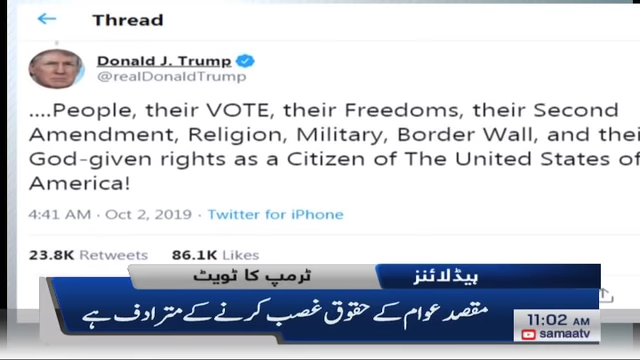 Thread
Donald J. Trump
@realDonaldTrump
....People, their VOTE, their Freedoms, their Second
Amendment, Religion, Military, Border Wall, and thei
God-given rights as a Citizen of The United States of
America!
4:41 AM · Oct 2, 2019 · Twitter for iPhone
23.8K Retweets 86.1K Likes
ہیڈلائنز
ٹرمپ کا ٹویٹ
مقصد عوام کے حقوق غصب کرنے کے مترادف ہے
11:02 AM
samaatv